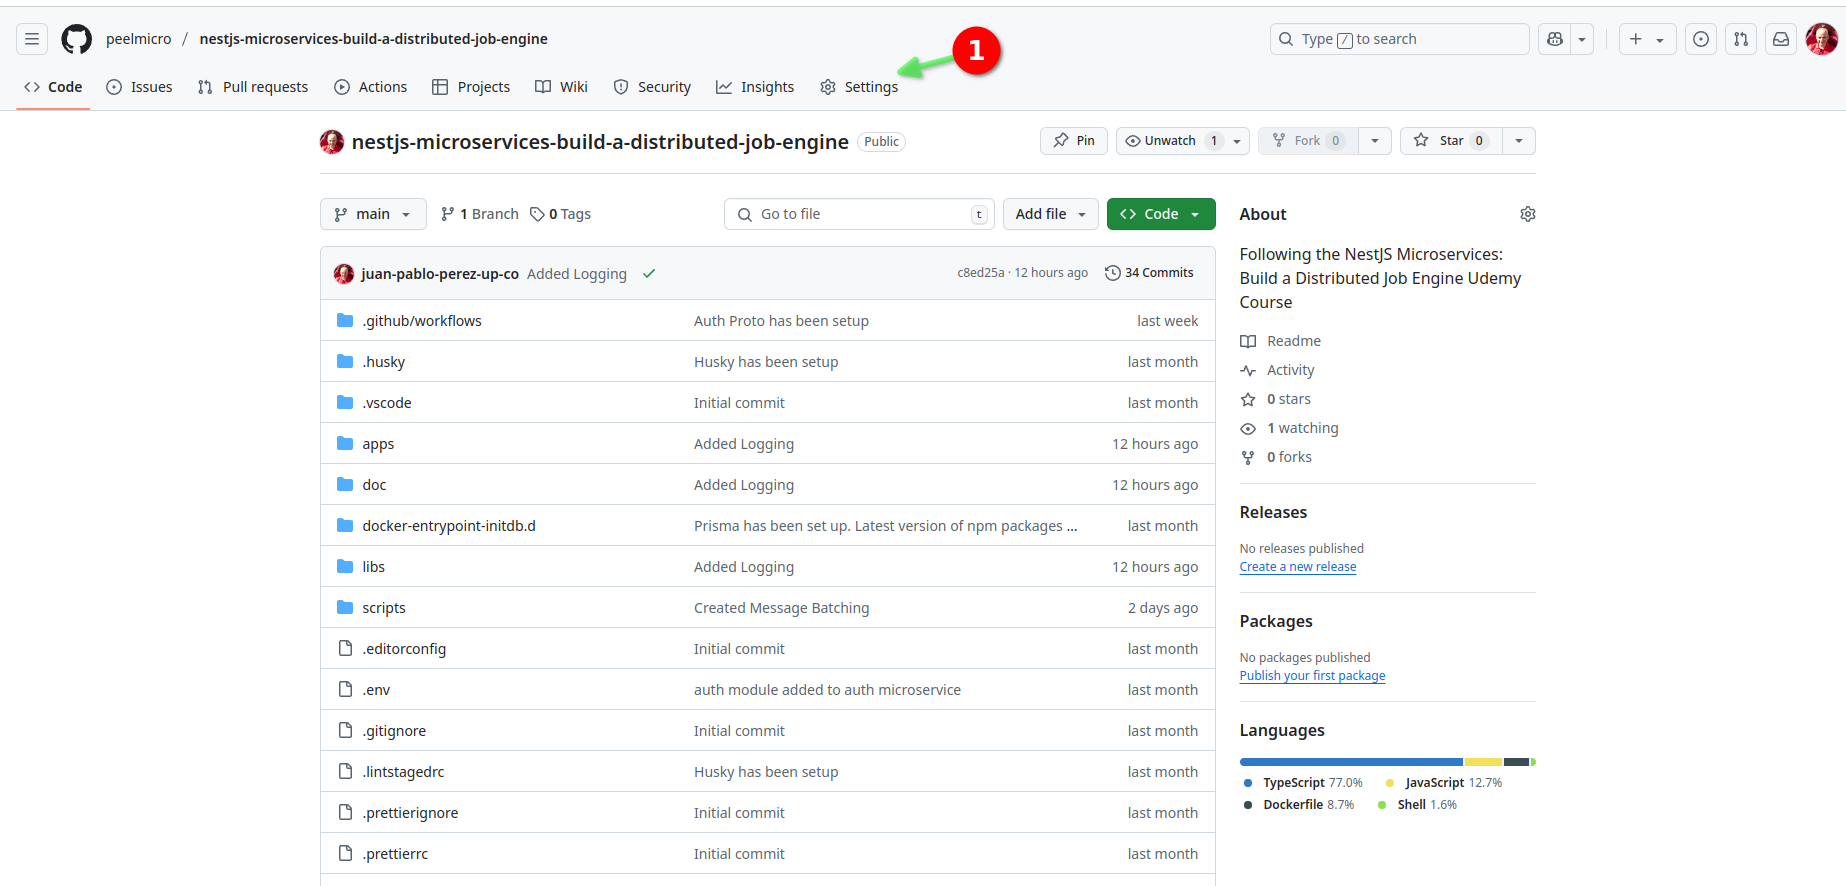 peelmicro / nestjs-microservices-build-a-distributed-job-engine
Type / to search
1
Code Issues Pull requests Actions Projects Wiki Security Insights Settings
nestjs-microservices-build-a-distributed-job-engine Public
Pin Unwatch 1 Fork 0 Star 0
main 1 Branch 0 Tags Go to file t Add file Code
juan-pablo-perez-up-co Added Logging c8ed25a · 12 hours ago 34 Commits
.github/workflows Auth Proto has been setup last week
.husky Husky has been setup last month
.vscode Initial commit last month
apps Added Logging 12 hours ago
doc Added Logging 12 hours ago
docker-entrypoint-initdb.d Prisma has been set up. Latest version of npm packages ... last month
libs Added Logging 12 hours ago
scripts Created Message Batching 2 days ago
.editorconfig Initial commit last month
.env auth module added to auth microservice last month
.gitignore Initial commit last month
.lintstagedrc Husky has been setup last month
.prettierignore Initial commit last month
.prettierrc Initial commit last month
About
Following the NestJS Microservices:
Build a Distributed Job Engine Udemy
Course
Readme
Activity
0 stars
1 watching
0 forks
Releases
No releases published
Create a new release
Packages
No packages published
Publish your first package
Languages
TypeScript 77.0% JavaScript 12.7%
Dockerfile 8.7% Shell 1.6%